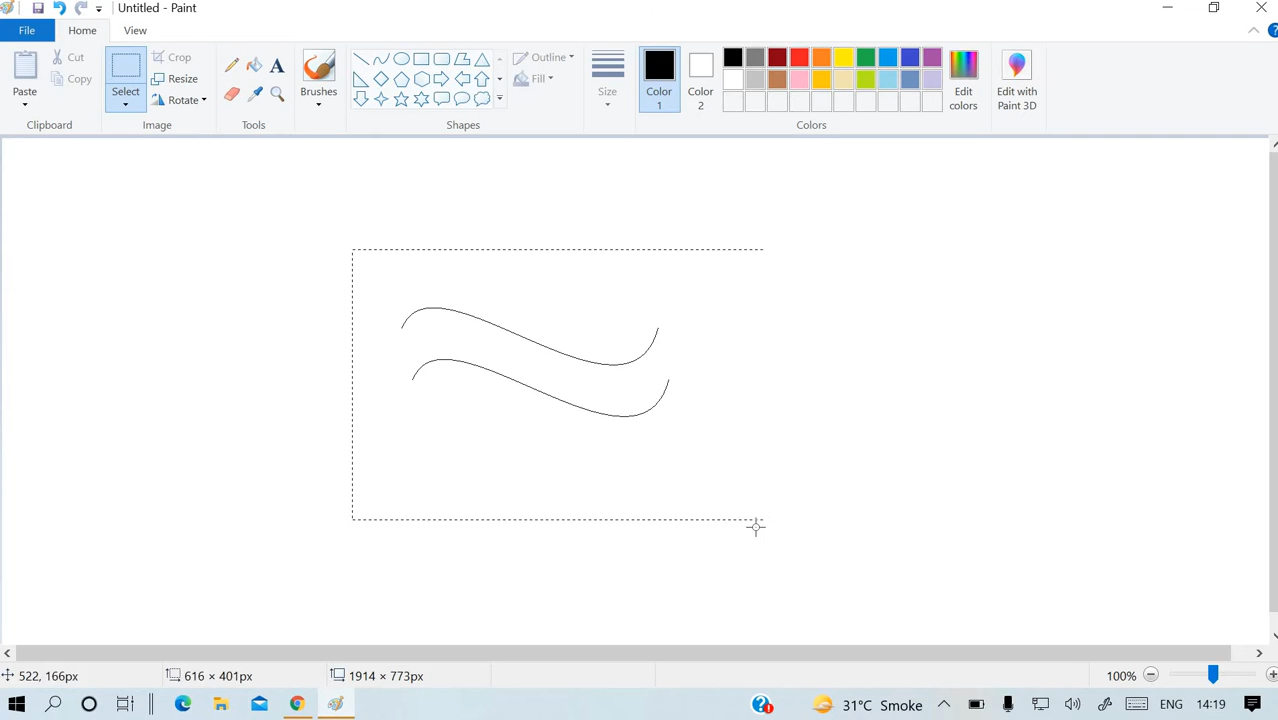 Untitled - Paint
File
Home
View
Paste
Cut
Copy
Clipboard
Select
Crop
Resize
Rotate
Image
A
Tools
Brushes
Outline
Fill
Shapes
Size
Color
1
Color
2
Edit
colors
Colors
Edit with
Paint 3D
522, 166px
616 × 401px
1914 × 773px
100%
31°C Smoke
ENG
14:19